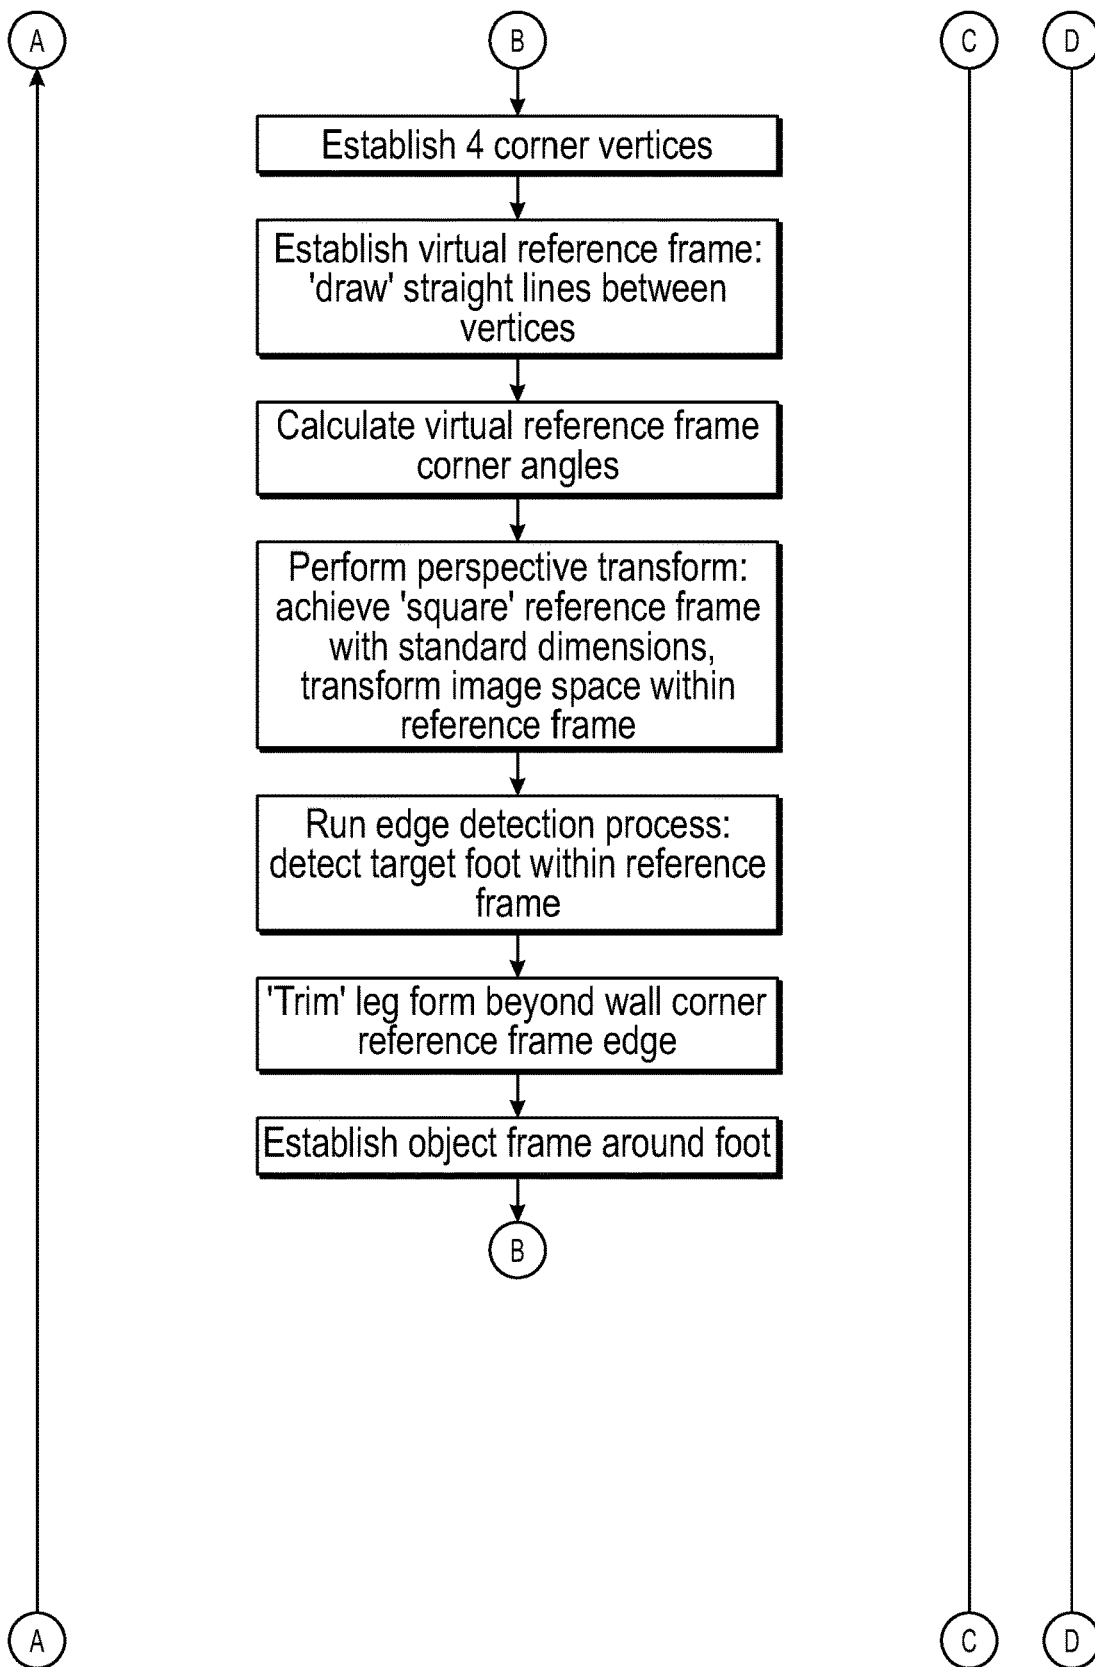 A
B
C
D
Establish 4 corner vertices
Establish virtual reference frame:
'draw' straight lines between
vertices
Calculate virtual reference frame
corner angles
Perform perspective transform:
achieve 'square' reference frame
with standard dimensions,
transform image space within
reference frame
Run edge detection process:
detect target foot within reference
frame
'Trim' leg form beyond wall corner
reference frame edge
Establish object frame around foot
B
A
C
D